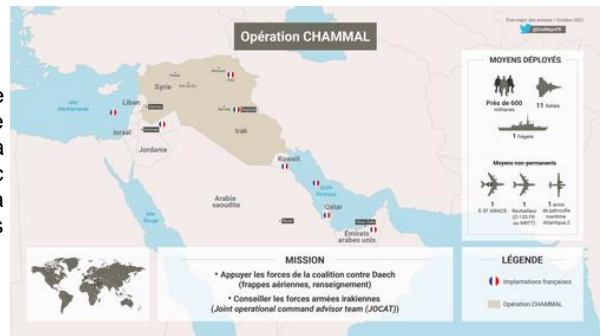 État-major des armées / Octobre 2021
@EtatMajorFR
Opération CHAMMAL
MOYENS DÉPLOYÉS
Près de 600
militaires
11 Rafale
1 frégate
Moyens non-permanents
1
E-3F AWACS
1
Ravitailleur
(C-135 FR
ou MRTT)
1 avion
de patrouille
maritime
Atlantique 2
Mer
Méditerranée
Liban
Syrie
Israël
Jordanie
Irak
Koweït
Arabie
saoudite
Golfe
Persique
Qatar
Émirats
arabes unis
Mer
Rouge
MISSION
• Appuyer les forces de la coalition contre Daech
(frappes aériennes, renseignement)
• Conseiller les forces armées irakiennes
(Joint operational command advisor team (JOCAT))
LÉGENDE
Implantations françaises
Opération CHAMMAL